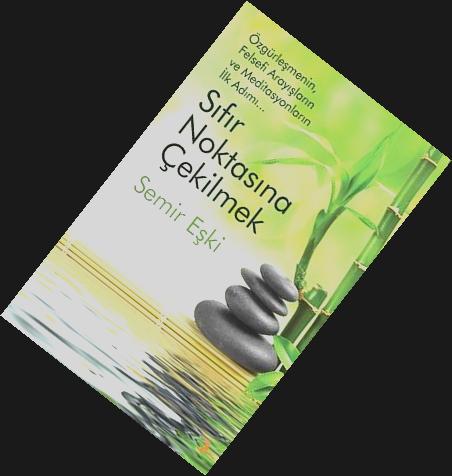 Özgürleşmenin,
Felsefi Arayışların
ve Meditasyonların
İlk Adımı...
Sıfır
Noktasına
Çekilmek
Semir Eşki